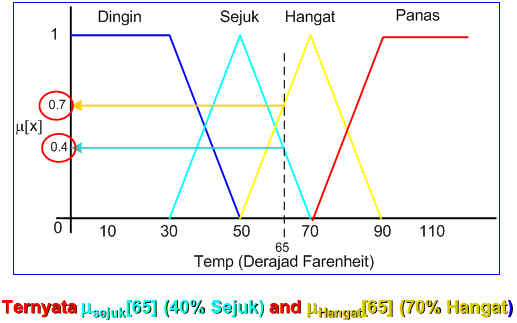 Dingin Sejuk Hangat Panas
1
0.7
μ[x]
0.4
0 10 30 50 70 90 110
65
Temp (Derajad Farenheit)
Ternyata μsejuk[65] (40% Sejuk) and μHangat[65] (70% Hangat)